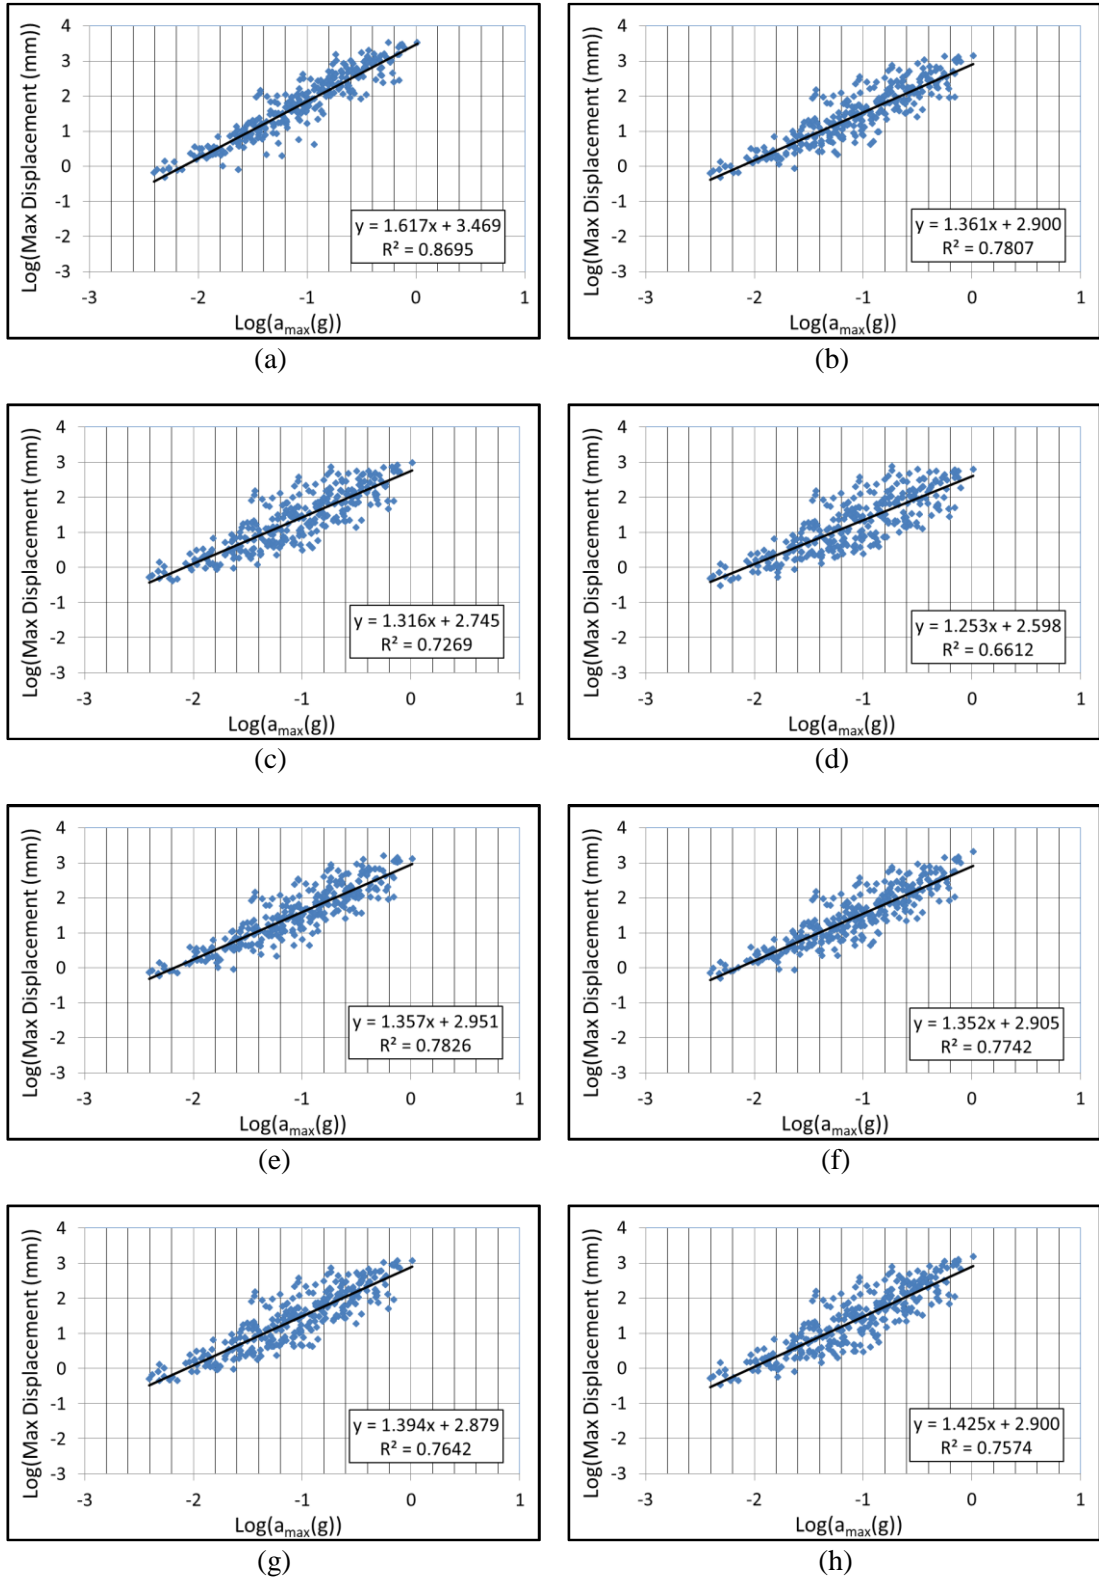 Log(Max Displacement (mm))
4
3
2
1
0
-1
-2
-3
y = 1.617x + 3.469
R² = 0.8695
-3 -2 -1 0 1
Log(amax(g))
(a)
Log(Max Displacement (mm))
4
3
2
1
0
-1
-2
-3
y = 1.361x + 2.900
R² = 0.7807
-3 -2 -1 0 1
Log(amax(g))
(b)
Log(Max Displacement (mm))
4
3
2
1
0
-1
-2
-3
y = 1.316x + 2.745
R² = 0.7269
-3 -2 -1 0 1
Log(amax(g))
(c)
Log(Max Displacement (mm))
4
3
2
1
0
-1
-2
-3
y = 1.253x + 2.598
R² = 0.6612
-3 -2 -1 0 1
Log(amax(g))
(d)
Log(Max Displacement (mm))
4
3
2
1
0
-1
-2
-3
y = 1.357x + 2.951
R² = 0.7826
-3 -2 -1 0 1
Log(amax(g))
(e)
Log(Max Displacement (mm))
4
3
2
1
0
-1
-2
-3
y = 1.352x + 2.905
R² = 0.7742
-3 -2 -1 0 1
Log(amax(g))
(f)
Log(Max Displacement (mm))
4
3
2
1
0
-1
-2
-3
y = 1.394x + 2.879
R² = 0.7642
-3 -2 -1 0 1
Log(amax(g))
(g)
Log(Max Displacement (mm))
4
3
2
1
0
-1
-2
-3
y = 1.425x + 2.900
R² = 0.7574
-3 -2 -1 0 1
Log(amax(g))
(h)